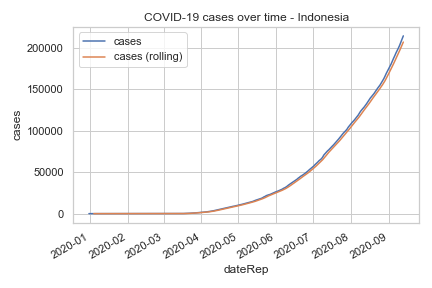 COVID-19 cases over time - Indonesia
cases
cases (rolling)
200000
150000
100000
50000
0
cases
2020-01
2020-02
2020-03
2020-04
2020-05
2020-06
2020-07
2020-08
2020-09
dateRep